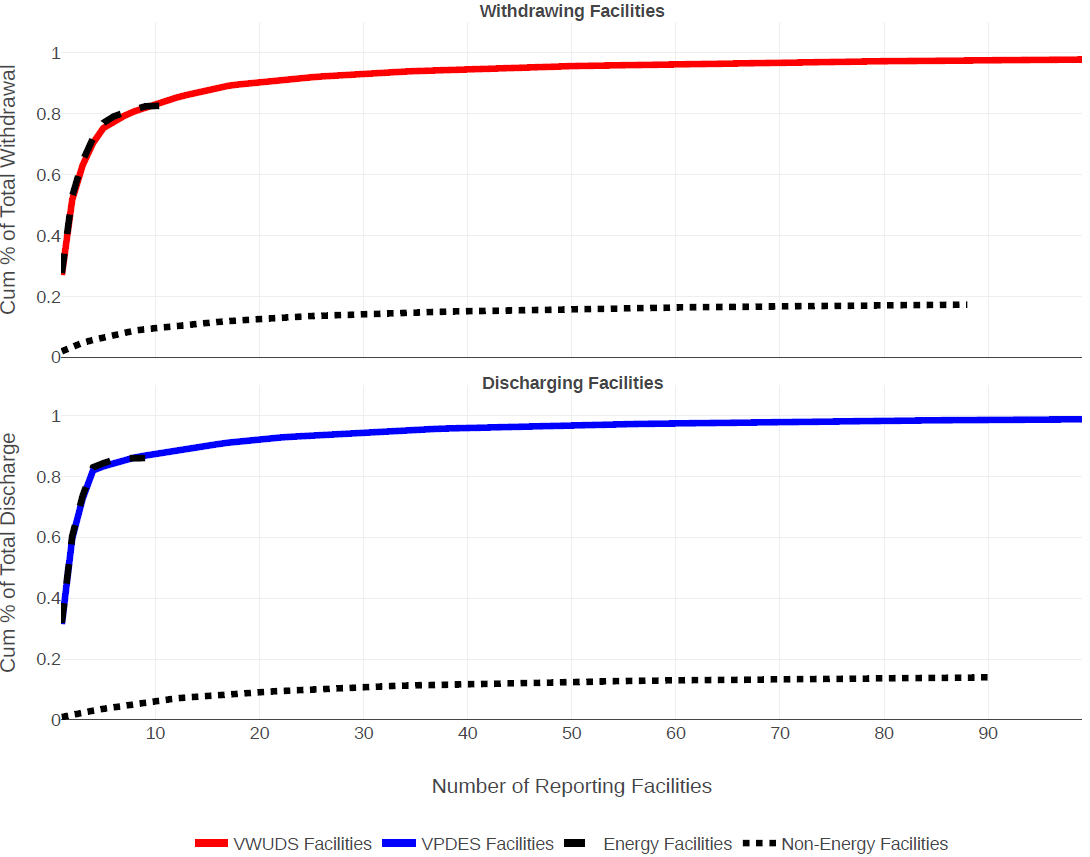 Withdrawing Facilities
Cum % of Total Withdrawal
1
0.8
0.6
0.4
0.2
0
Discharging Facilities
Cum % of Total Discharge
1
0.8
0.6
0.4
0.2
0
10 20 30 40 50 60 70 80 90
Number of Reporting Facilities
VWUDS Facilities VPDES Facilities Energy Facilities Non-Energy Facilities